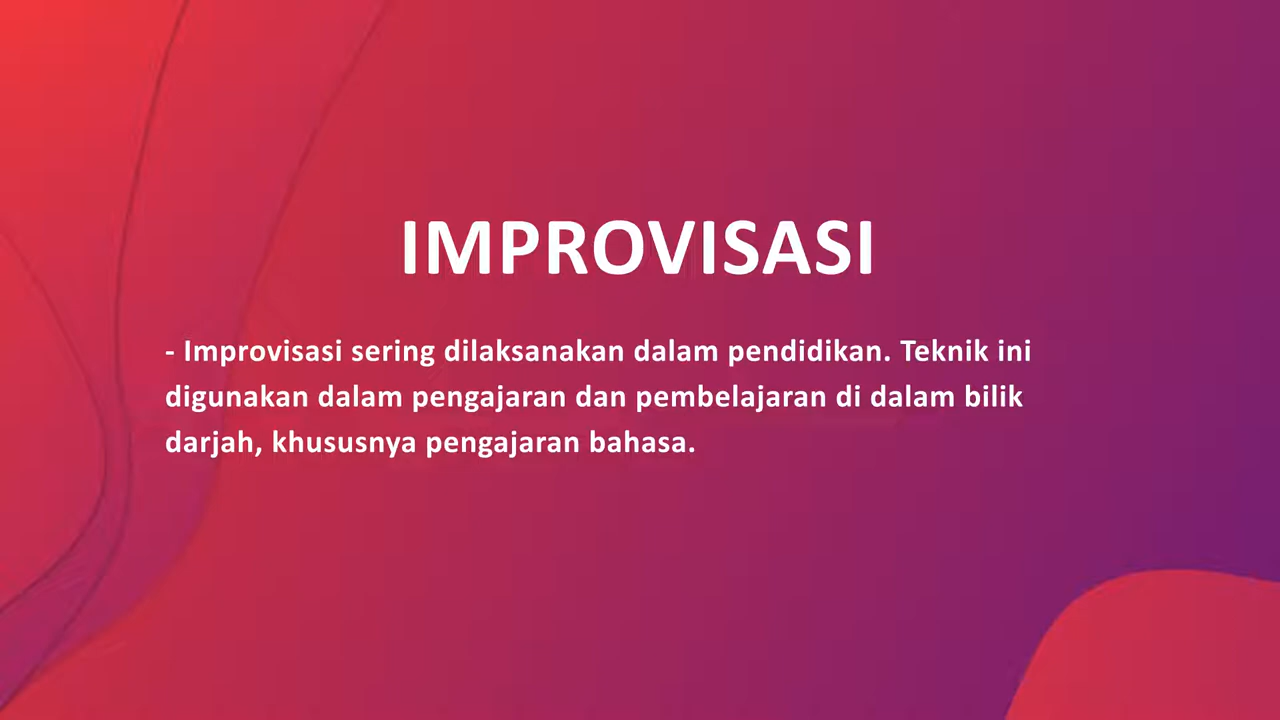 IMPROVISASI
- Improvisasi sering dilaksanakan dalam pendidikan. Teknik ini
digunakan dalam pengajaran dan pembelajaran di dalam bilik
darjah, khususnya pengajaran bahasa.